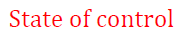 State of control